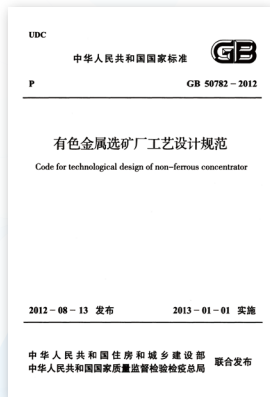 UDC
中华人民共和国国家标准 GB
P GB 50782－2012
有色金属选矿厂工艺设计规范
Code for technological design of non-ferrous concentrator
2012－08－13 发布 2013－01－01 实施
中华人民共和国住房和城乡建设部
中华人民共和国国家质量监督检验检疫总局
联合发布